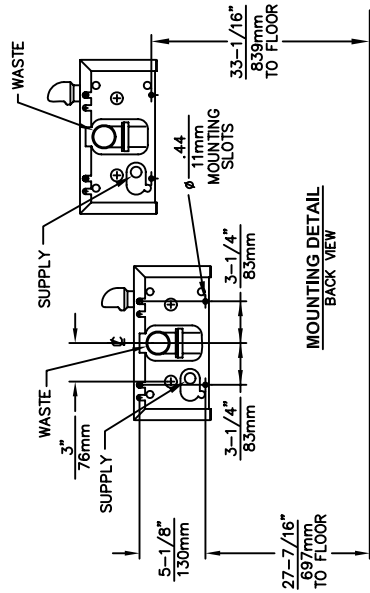 WASTE
SUPPLY
33-1/16"
839mm
TO FLOOR
WASTE
3"
76mm
℄
SUPPLY
ø .44
11mm
MOUNTING
SLOTS
5-1/8"
130mm
3-1/4"
83mm
3-1/4"
83mm
27-7/16"
697mm
TO FLOOR
MOUNTING DETAIL
BACK VIEW